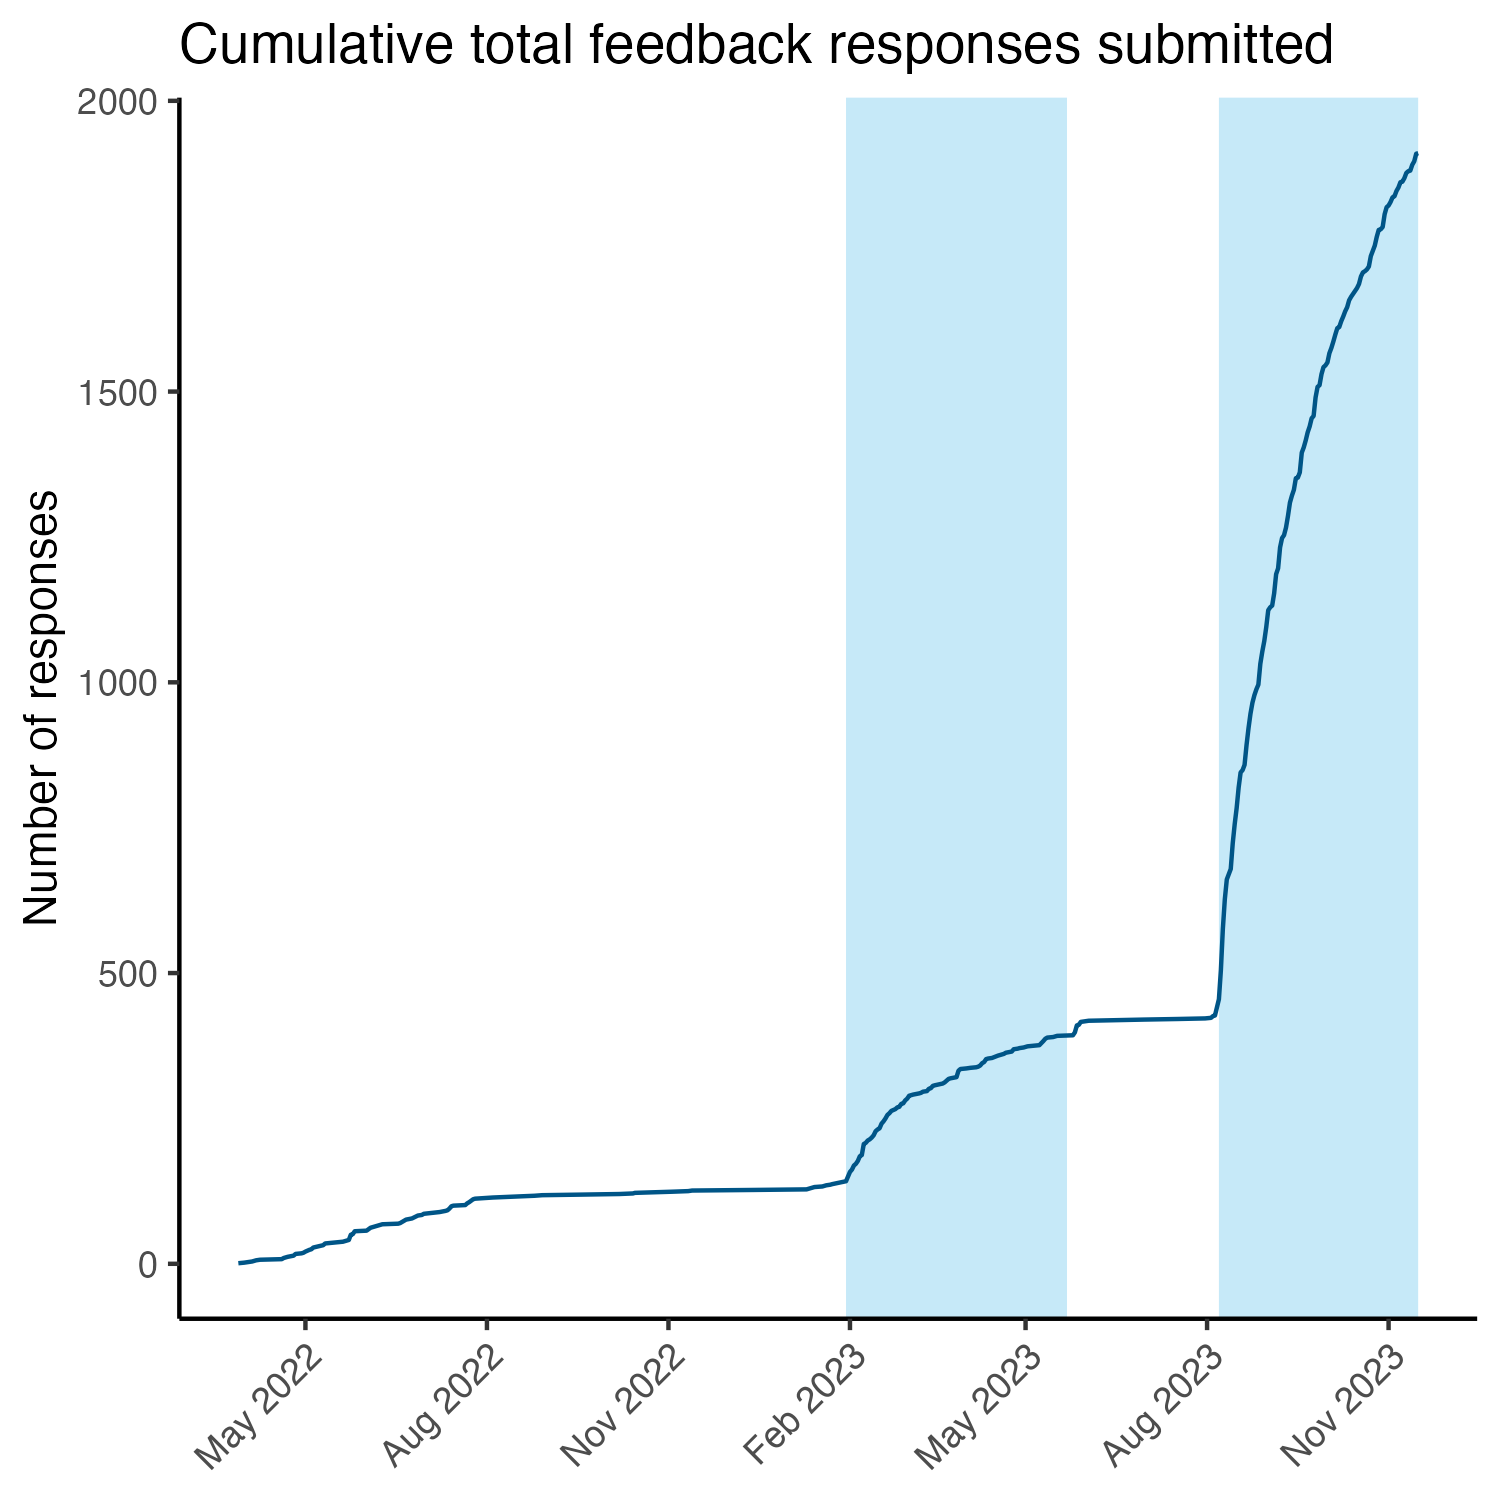 Cumulative total feedback responses submitted
Number of responses
2000
1500
1000
500
0
May 2022
Aug 2022
Nov 2022
Feb 2023
May 2023
Aug 2023
Nov 2023